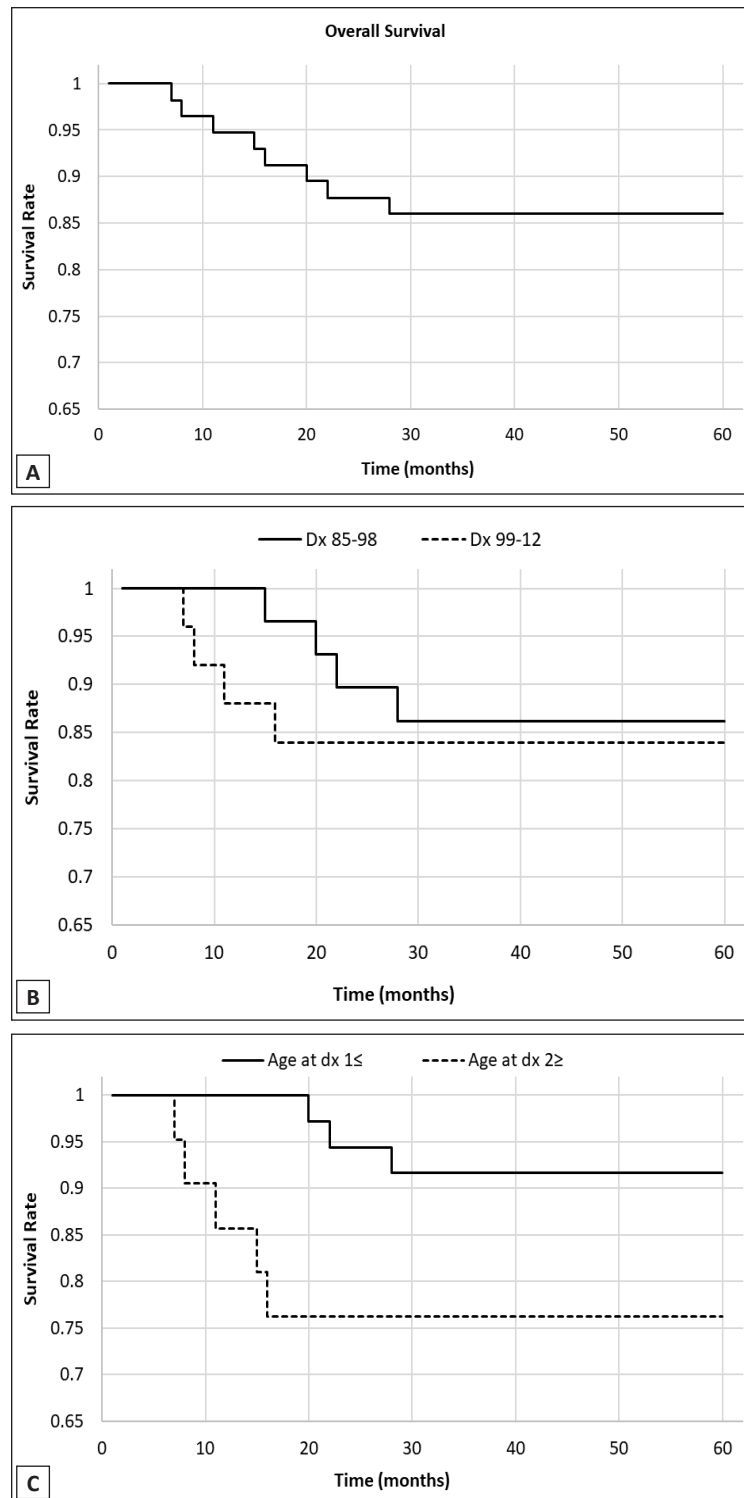 Overall Survival
1
0.95
0.9
0.85
0.8
0.75
0.7
0.65
0 10 20 30 40 50 60
Survival Rate
Time (months)
A
Dx 85-98 Dx 99-12
1
0.95
0.9
0.85
0.8
0.75
0.7
0.65
0 10 20 30 40 50 60
Survival Rate
Time (months)
B
Age at dx 1≤ Age at dx 2≥
1
0.95
0.9
0.85
0.8
0.75
0.7
0.65
0 10 20 30 40 50 60
Survival Rate
Time (months)
C